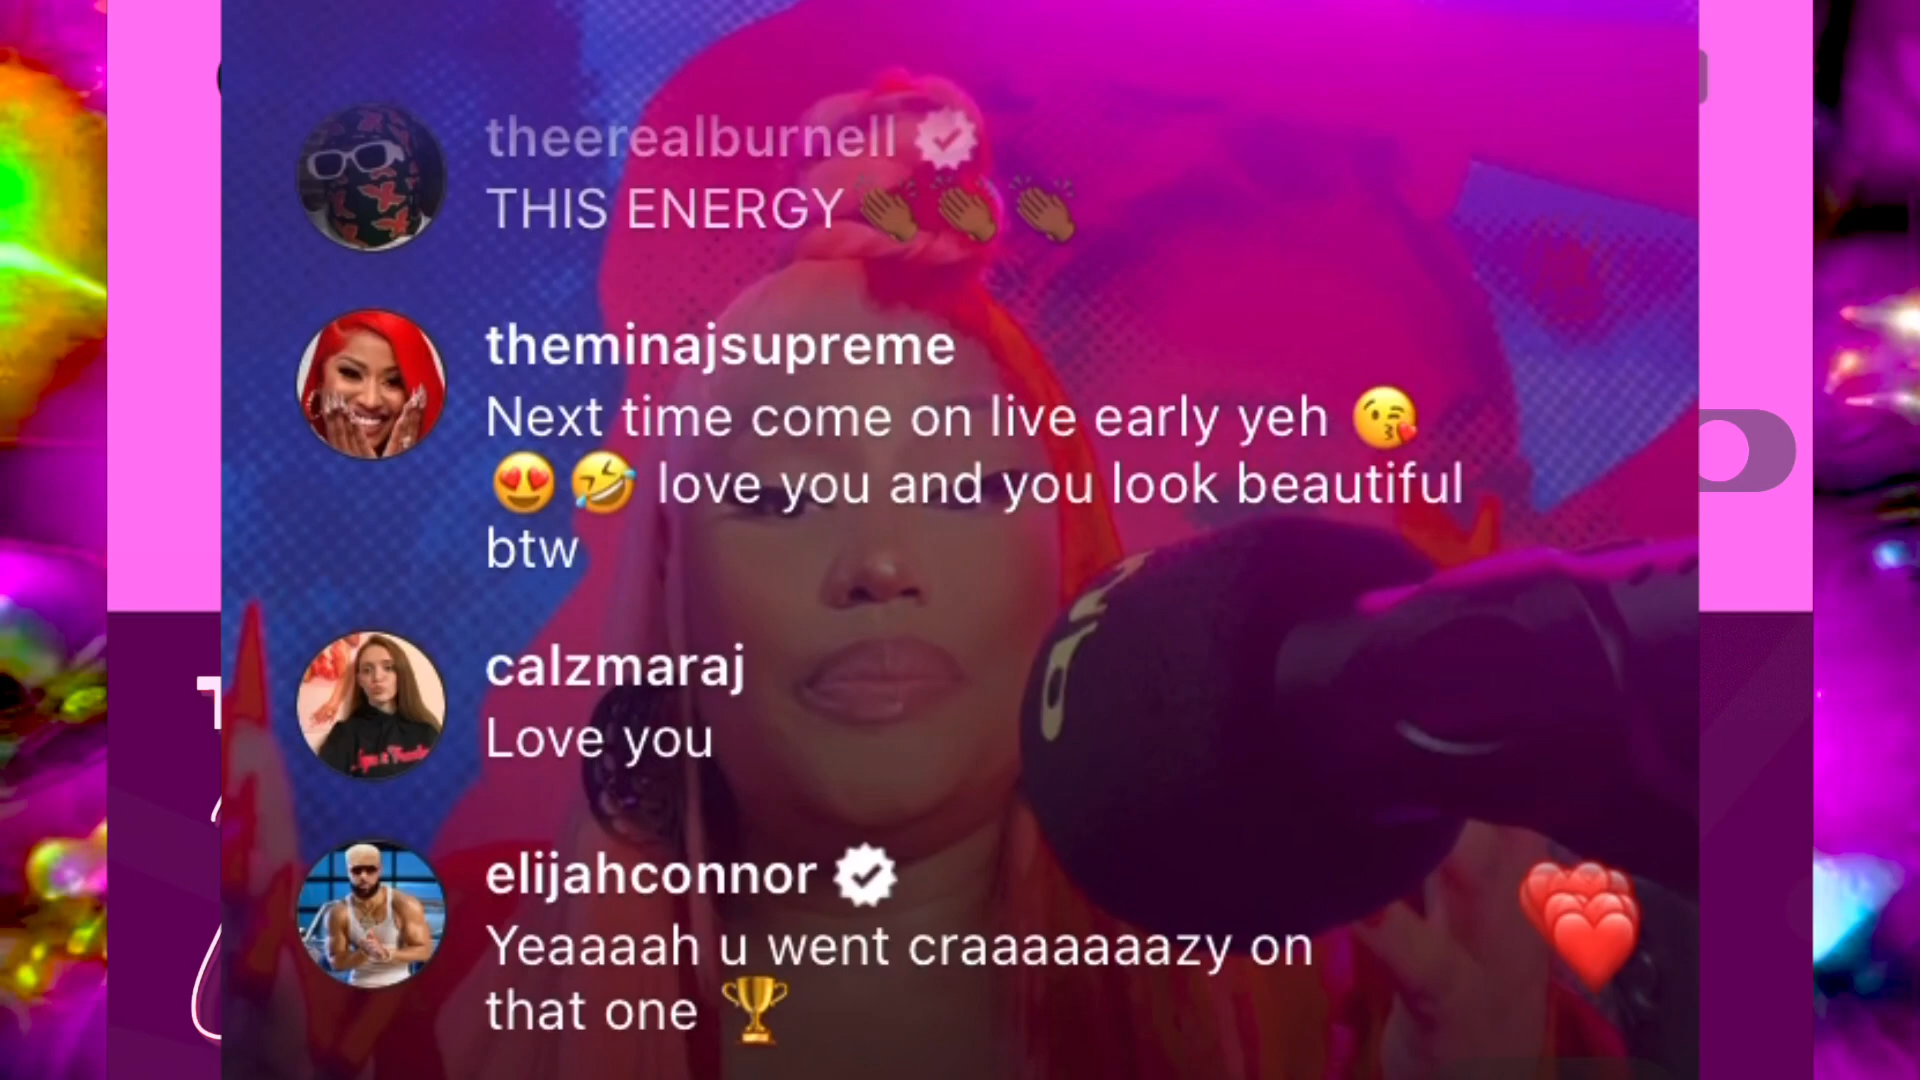 theerealburnell
THIS ENERGY👏🏾👏🏾👏🏾
theminajsupreme
Next time come on live early yeh 😘
😍🤣 love you and you look beautiful
btw
calzmaraj
Love you
elijahconnor
Yeaaaah u went craaaaaaazy on
that one 🏆